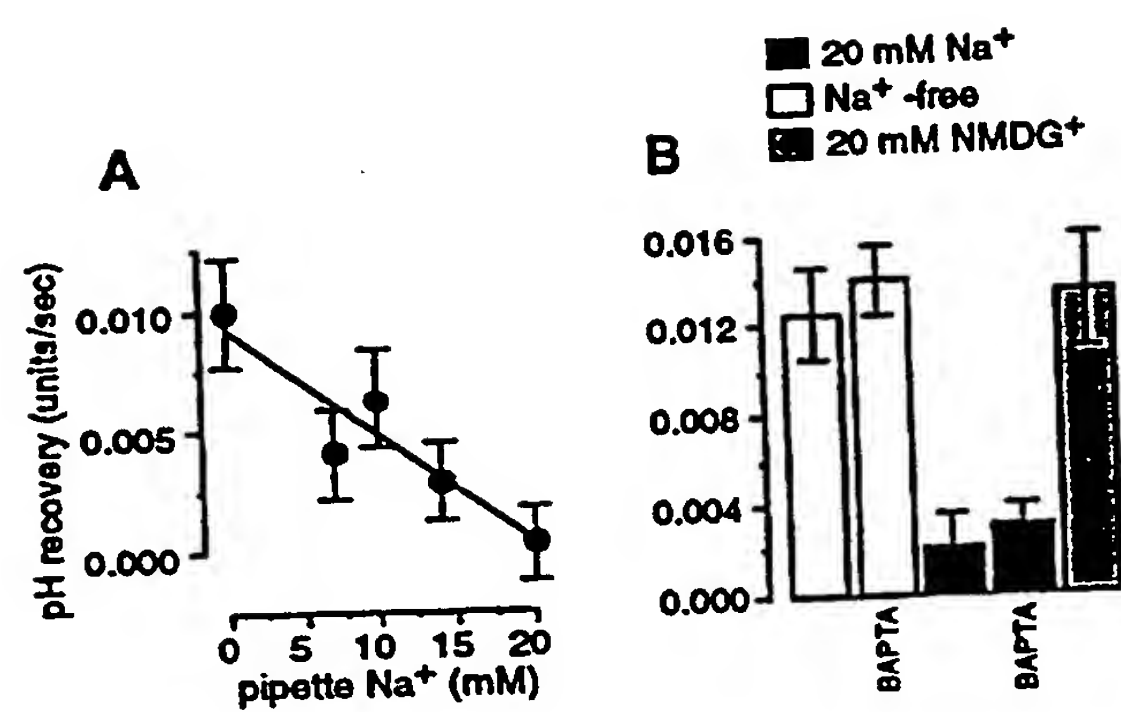 A
pH recovery (units/sec)
0.010
0.005
0.000
0 5 10 15 20
pipette Na⁺ (mM)
20 mM Na⁺
Na⁺ -free
20 mM NMDG⁺
B
0.016
0.012
0.008
0.004
0.000
BAPTA
BAPTA